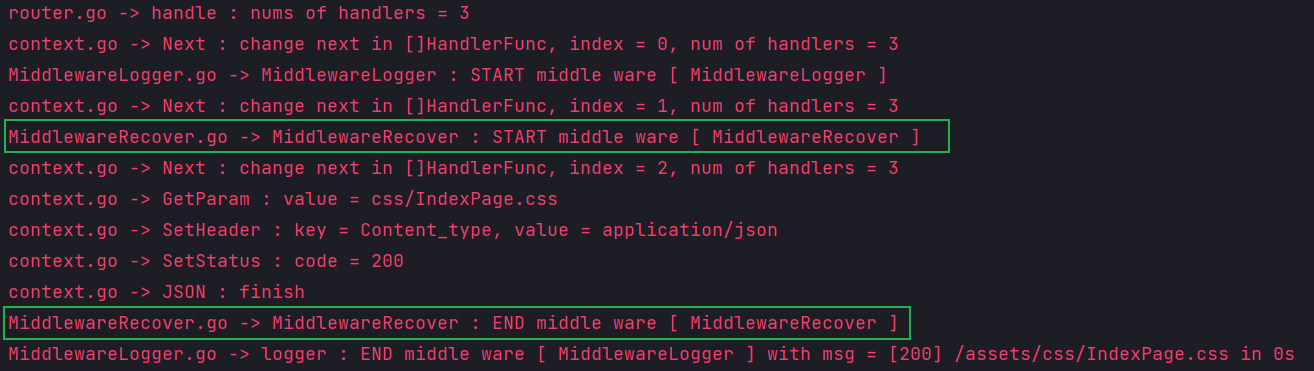 router.go -> handle : nums of handlers = 3
context.go -> Next : change next in []HandlerFunc, index = 0, num of handlers = 3
MiddlewareLogger.go -> MiddlewareLogger : START middle ware [ MiddlewareLogger ]
context.go -> Next : change next in []HandlerFunc, index = 1, num of handlers = 3
MiddlewareRecover.go -> MiddlewareRecover : START middle ware [ MiddlewareRecover ]
context.go -> Next : change next in []HandlerFunc, index = 2, num of handlers = 3
context.go -> GetParam : value = css/IndexPage.css
context.go -> SetHeader : key = Content_type, value = application/json
context.go -> SetStatus : code = 200
context.go -> JSON : finish
MiddlewareRecover.go -> MiddlewareRecover : END middle ware [ MiddlewareRecover ]
MiddlewareLogger.go -> logger : END middle ware [ MiddlewareLogger ] with msg = [200] /assets/css/IndexPage.css in 0s